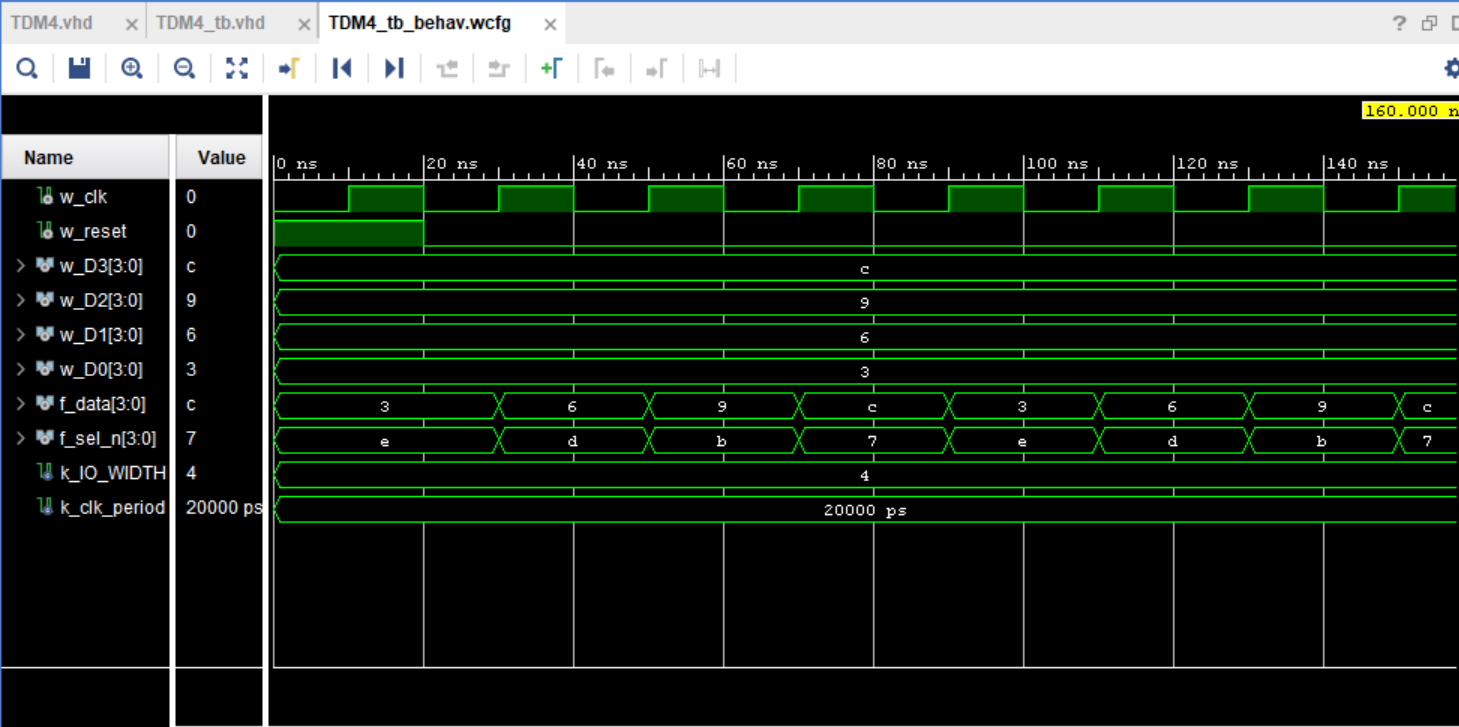 TDM4.vhd × TDM4_tb.vhd × TDM4_tb_behav.wcfg × ?
160.000 n
Name Value 0 ns 20 ns 40 ns 60 ns 80 ns 100 ns 120 ns 140 ns
w_clk 0
w_reset 0
w_D3[3:0] c c
w_D2[3:0] 9 9
w_D1[3:0] 6 6
w_D0[3:0] 3 3
f_data[3:0] c 3 6 9 c 3 6 9 c
f_sel_n[3:0] 7 e d b 7 e d b 7
k_IO_WIDTH 4 4
k_clk_period 20000 ps 20000 ps